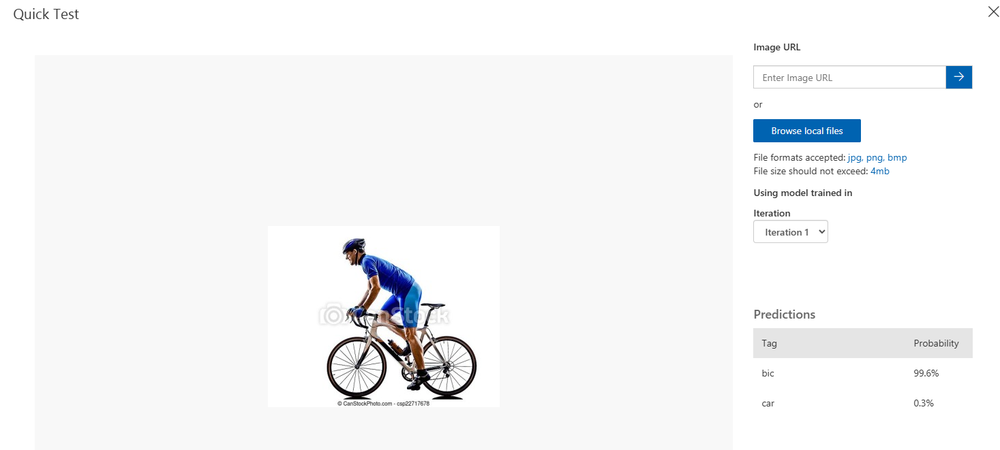 Quick Test
Image URL
Enter Image URL
or
Browse local files
File formats accepted: jpg, png, bmp
File size should not exceed: 4mb
Using model trained in
Iteration
Iteration 1
CanStock
© CanStockPhoto.com - csp22717678
Predictions
Tag Probability
bic 99.6%
car 0.3%